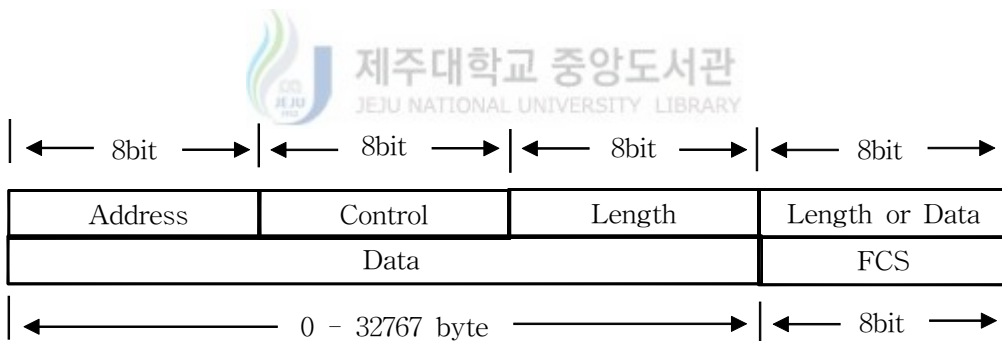 제주대학교 중앙도서관
JEJU NATIONAL UNIVERSITY LIBRARY
8bit 8bit 8bit 8bit
Address Control Length Length or Data
Data FCS
0 - 32767 byte 8bit